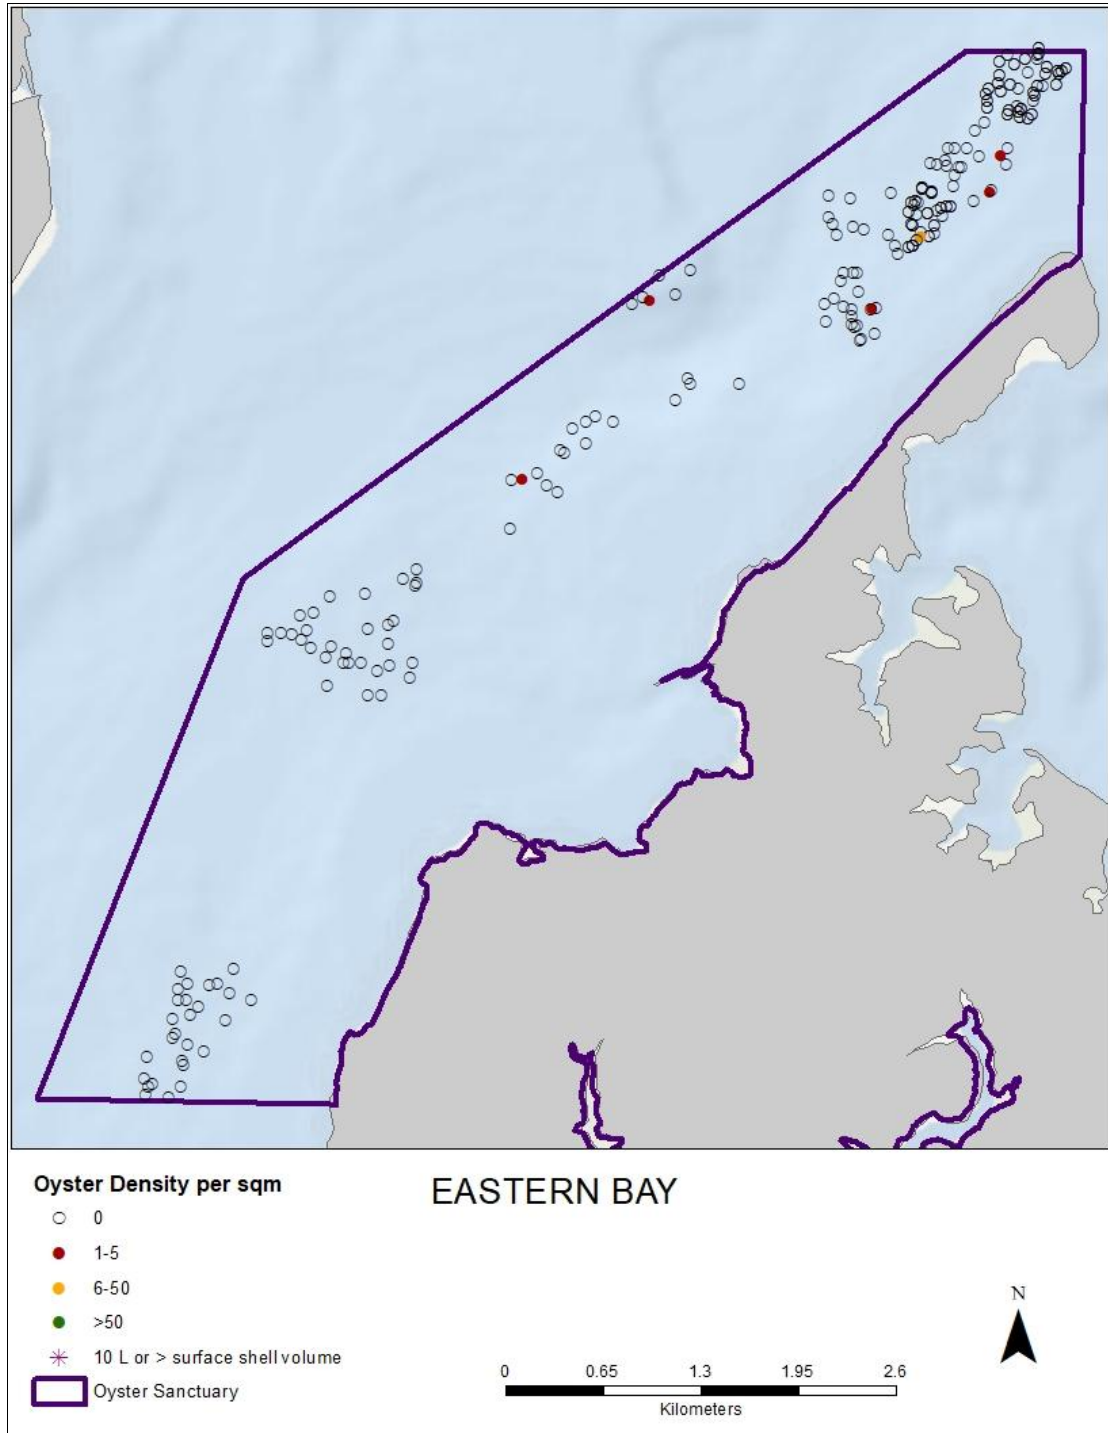 Oyster Density per sqm
EASTERN BAY
0
1-5
6-50
>50
10 L or > surface shell volume
Oyster Sanctuary
N
0 0.65 1.3 1.95 2.6
Kilometers